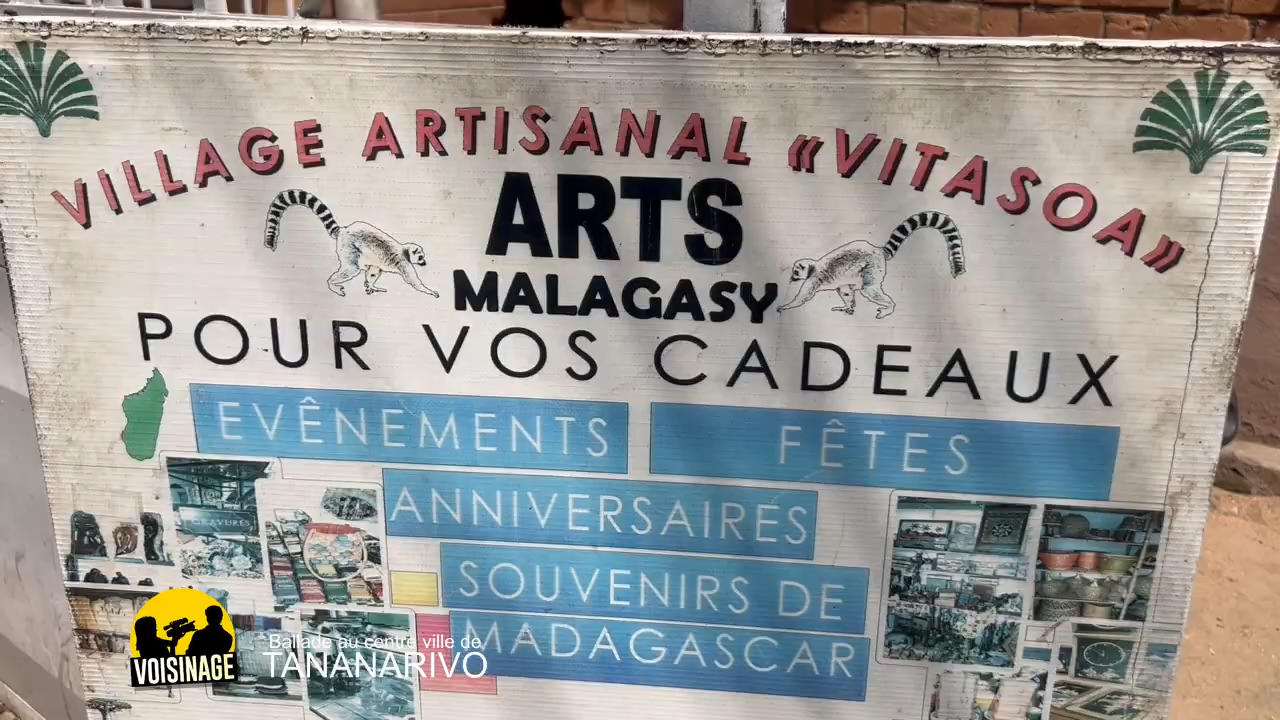 VILLAGE ARTISANAL «VITASOA»
ARTS
MALAGASY
POUR VOS CADEAUX
EVÊNEMENTS
FÊTES
ANNIVERSAIRES
SOUVENIRS DE
MADAGASCAR
GRAVURES
VOISINAGE
Ballade au centre ville de
TANANARIVO